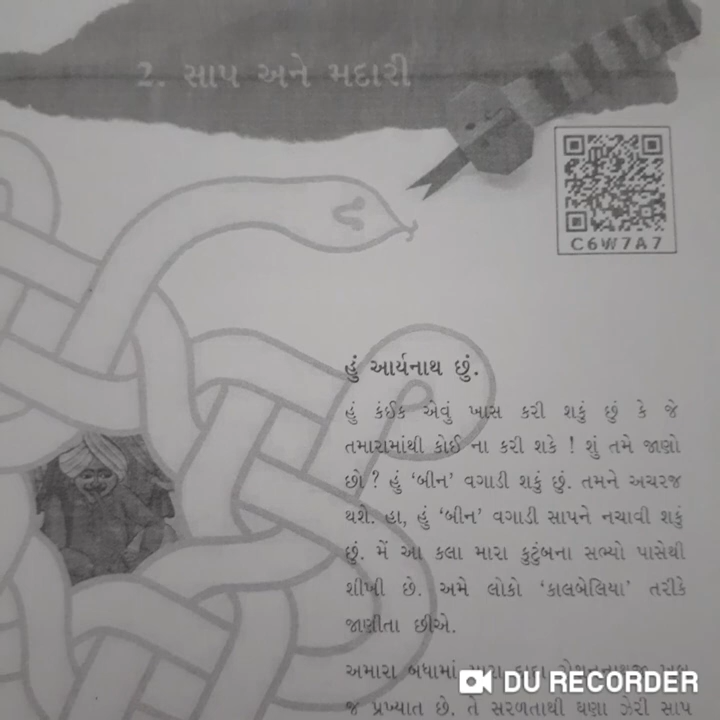 2. સાપ અને મદારી
C6W7A7
હું આર્યનાથ છું.
હું કંઈક એવું ખાસ કરી શકું છું કે જે
તમારામાંથી કોઈ ના કરી શકે ! શું તમે જાણો
છો ? હું ‘બીન’ વગાડી શકું છું. તમને અચરજ
થશે. હા, હું ‘બીન’ વગાડી સાપને નચાવી શકું
છું. મેં આ કલા મારા કુટુંબના સભ્યો પાસેથી
શીખી છે. અમે લોકો ‘કાલબેલિયા’ તરીકે
જાણીતા છીએ.
અમારા બધામાં મારા દાદા
DU RECORDER
જ પ્રખ્યાત છે. તે સરળતાથી ઘણા ઝેરી સાપ